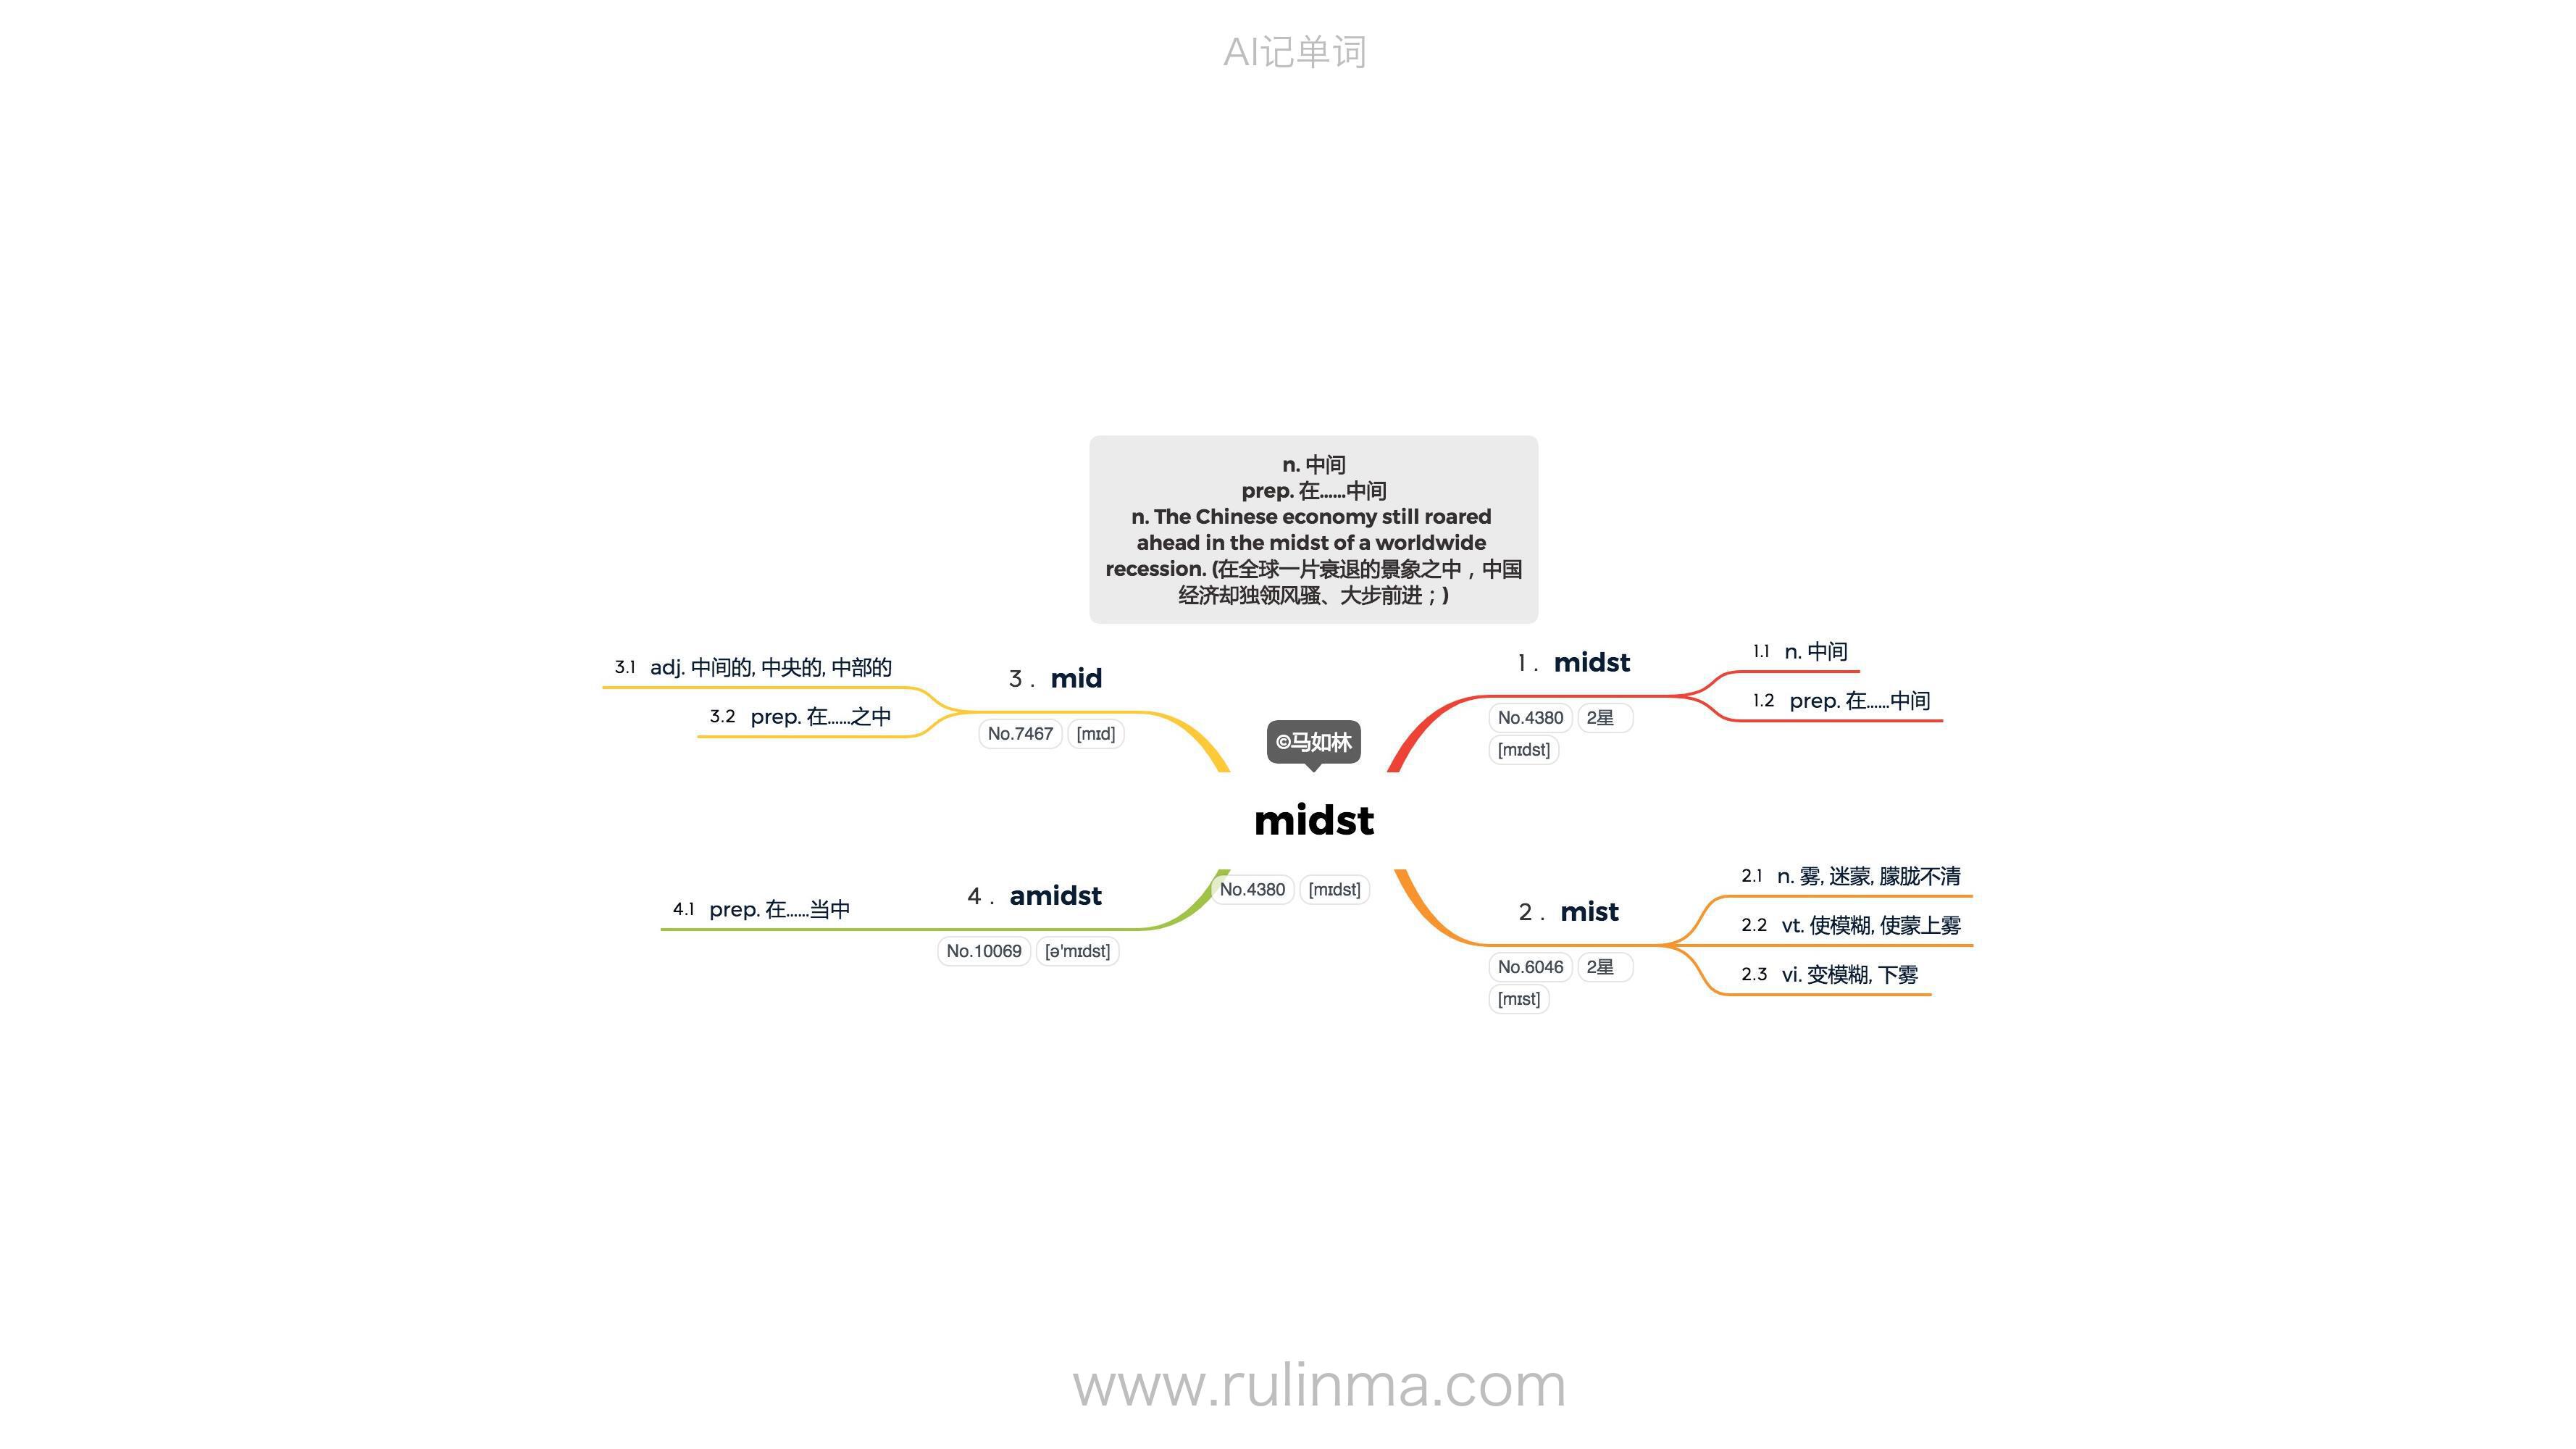 AI记单词
n. 中间
prep. 在......中间
n. The Chinese economy still roared
ahead in the midst of a worldwide
recession. (在全球一片衰退的景象之中，中国
经济却独领风骚、大步前进；)
©马如林
midst
No.4380 [mɪdst]
1. midst
No.4380 2星
[mɪdst]
1.1 n. 中间
1.2 prep. 在......中间
2. mist
No.6046 2星
[mɪst]
2.1 n. 雾, 迷蒙, 朦胧不清
2.2 vt. 使模糊, 使蒙上雾
2.3 vi. 变模糊, 下雾
3. mid
No.7467 [mɪd]
3.1 adj. 中间的, 中央的, 中部的
3.2 prep. 在......之中
4. amidst
No.10069 [ə'mɪdst]
4.1 prep. 在......当中
www.rulinma.com